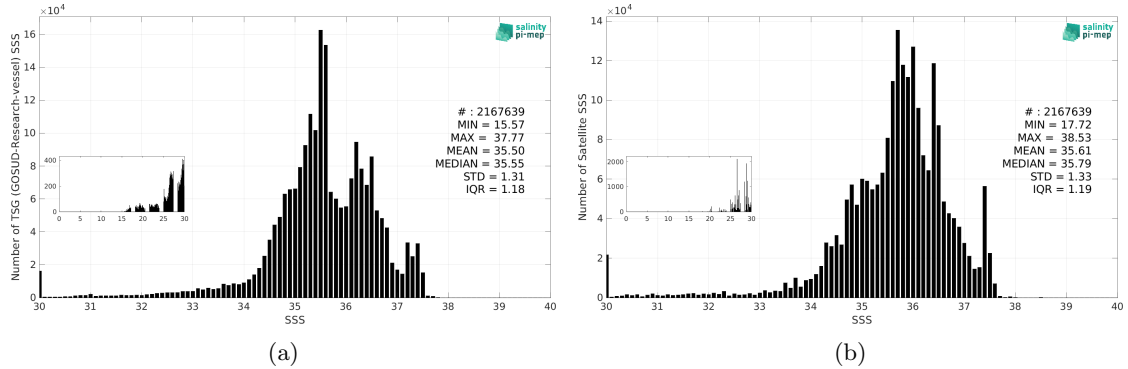 ×10⁴
salinity
pi-mep
Number of TSG (GOSUD-Research-vessel) SSS
16
14
12
10
8
6
4
2
0
# : 2167639
MIN = 15.57
MAX = 37.77
MEAN = 35.50
MEDIAN = 35.55
STD = 1.31
IQR = 1.18
400
200
0
0 5 10 15 20 25 30
30 31 32 33 34 35 36 37 38 39 40
SSS
(a)
×10⁴
salinity
pi-mep
Number of Satellite SSS
14
12
10
8
6
4
2
0
# : 2167639
MIN = 17.72
MAX = 38.53
MEAN = 35.61
MEDIAN = 35.79
STD = 1.33
IQR = 1.19
2000
1000
0
0 5 10 15 20 25 30
30 31 32 33 34 35 36 37 38 39 40
SSS
(b)